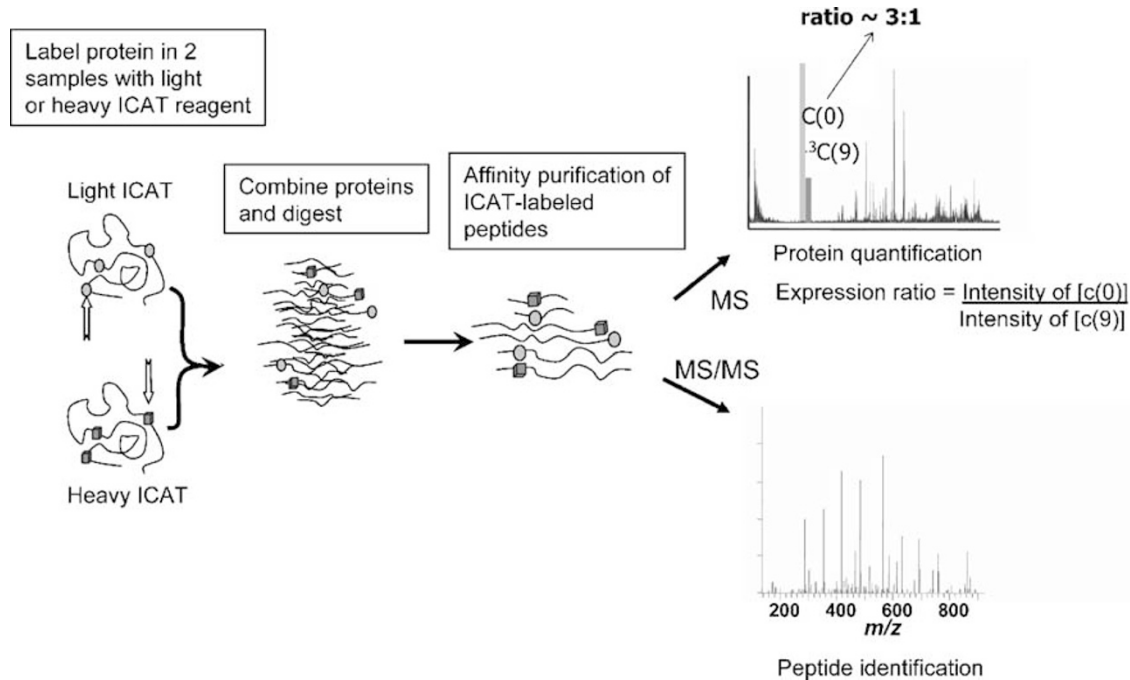 Label protein in 2
samples with light
or heavy ICAT reagent
Light ICAT
Heavy ICAT
Combine proteins
and digest
Affinity purification of
ICAT-labeled
peptides
MS
MS/MS
ratio ~ 3:1
C(0)
³C(9)
Protein quantification
Expression ratio = Intensity of [c(0)]
Intensity of [c(9)]
200 400 600 800
m/z
Peptide identification